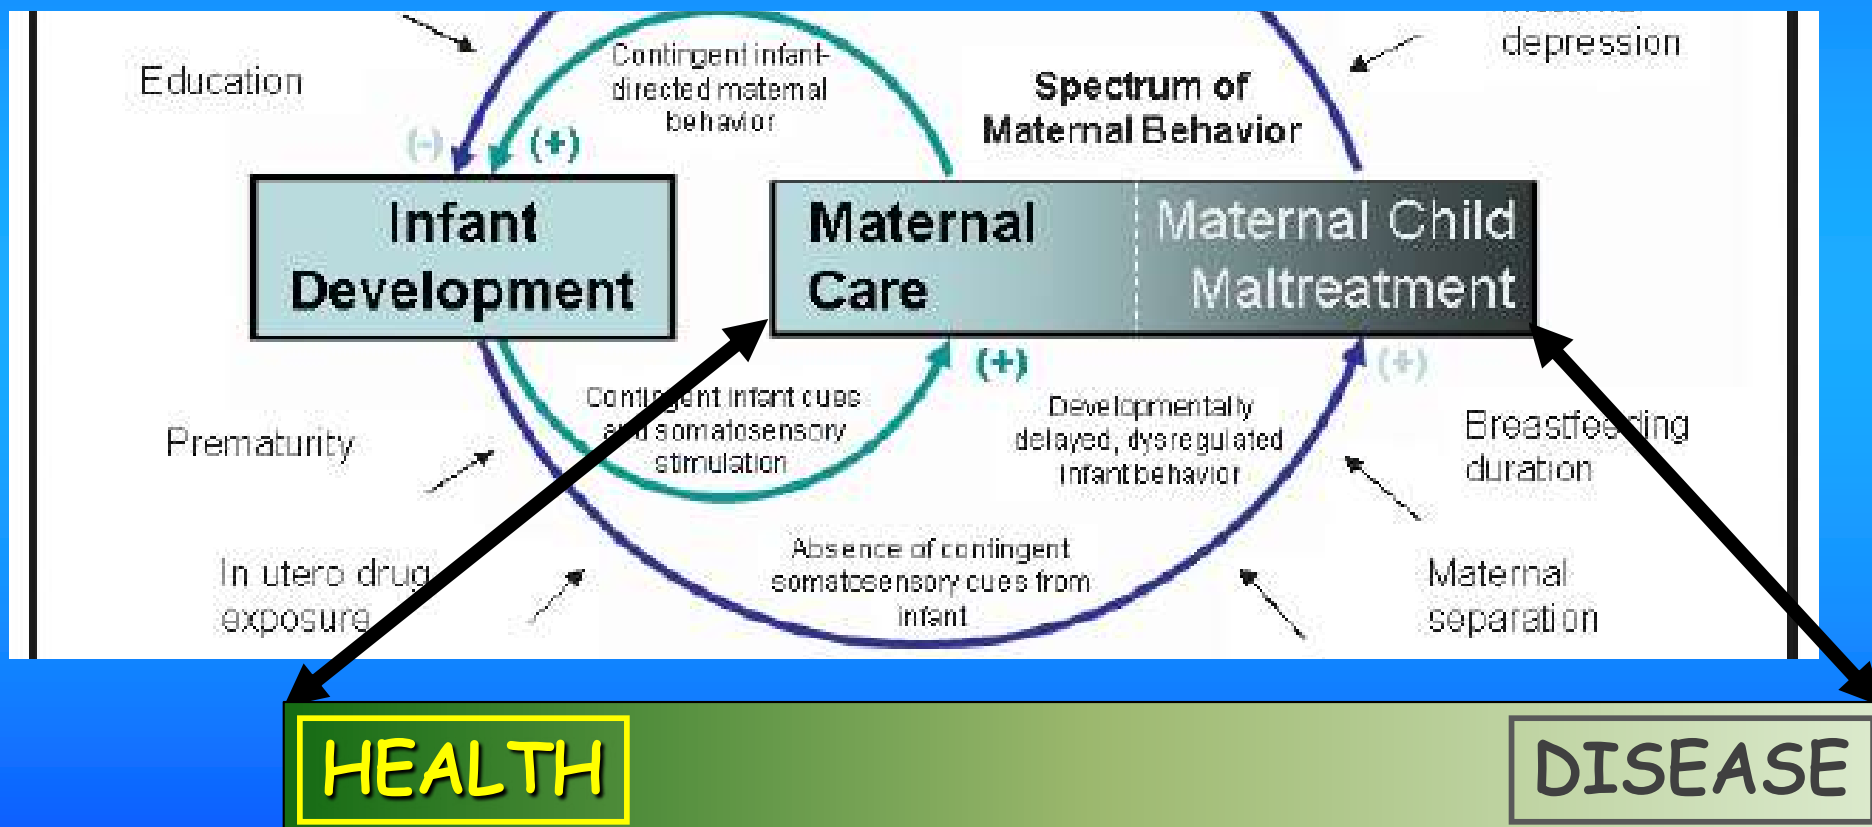 depression
Education
Contingent infant-
directed maternal
behavior
Spectrum of
Maternal Behavior
(-)
(+)
Infant
Development
Maternal
Care
Maternal Child
Maltreatment
(+)
(+)
Contingent infant cues
and somatosensory
stimulation
Developmentally
delayed, dysregulated
infant behavior
Breastfeeding
duration
Prematurity
Absence of contingent
somatosensory cues from
infant
In utero drug
exposure
Maternal
separation
HEALTH
DISEASE